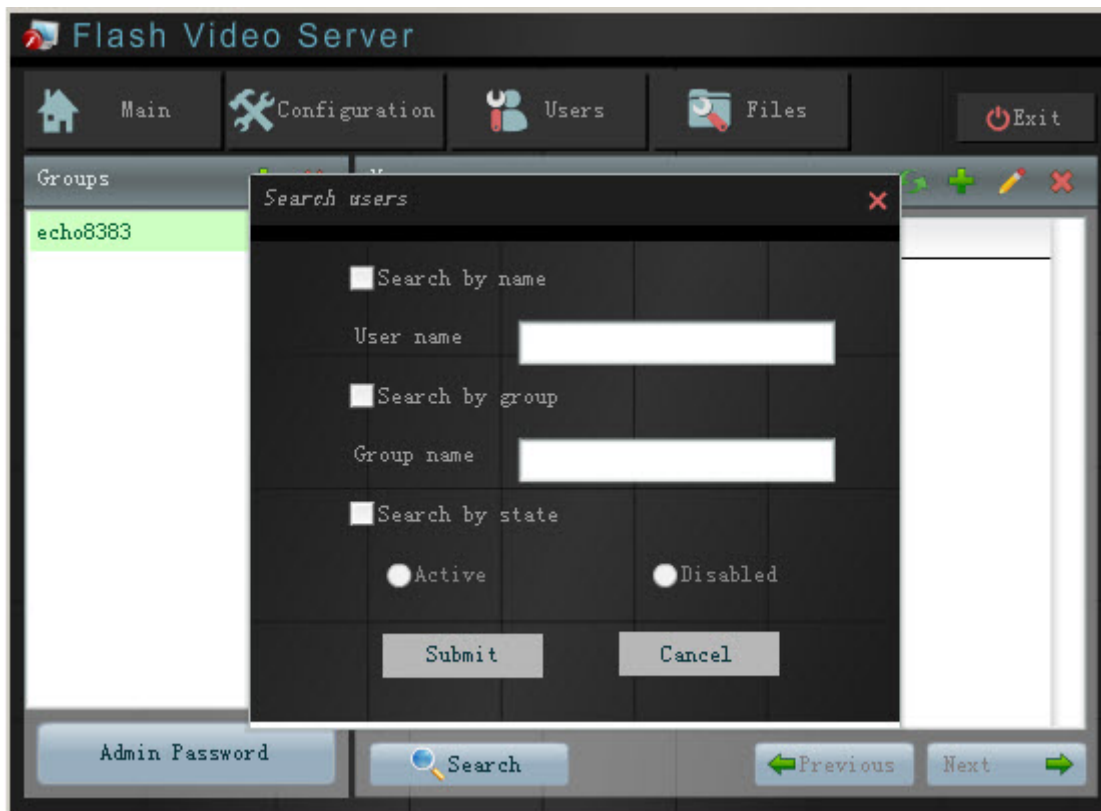 Flash Video Server
Main
Configuration
Users
Files
Exit
Groups
Search users
echo8383
Search by name
User name
Search by group
Group name
Search by state
Active
Disabled
Submit
Cancel
Admin Password
Search
Previous
Next